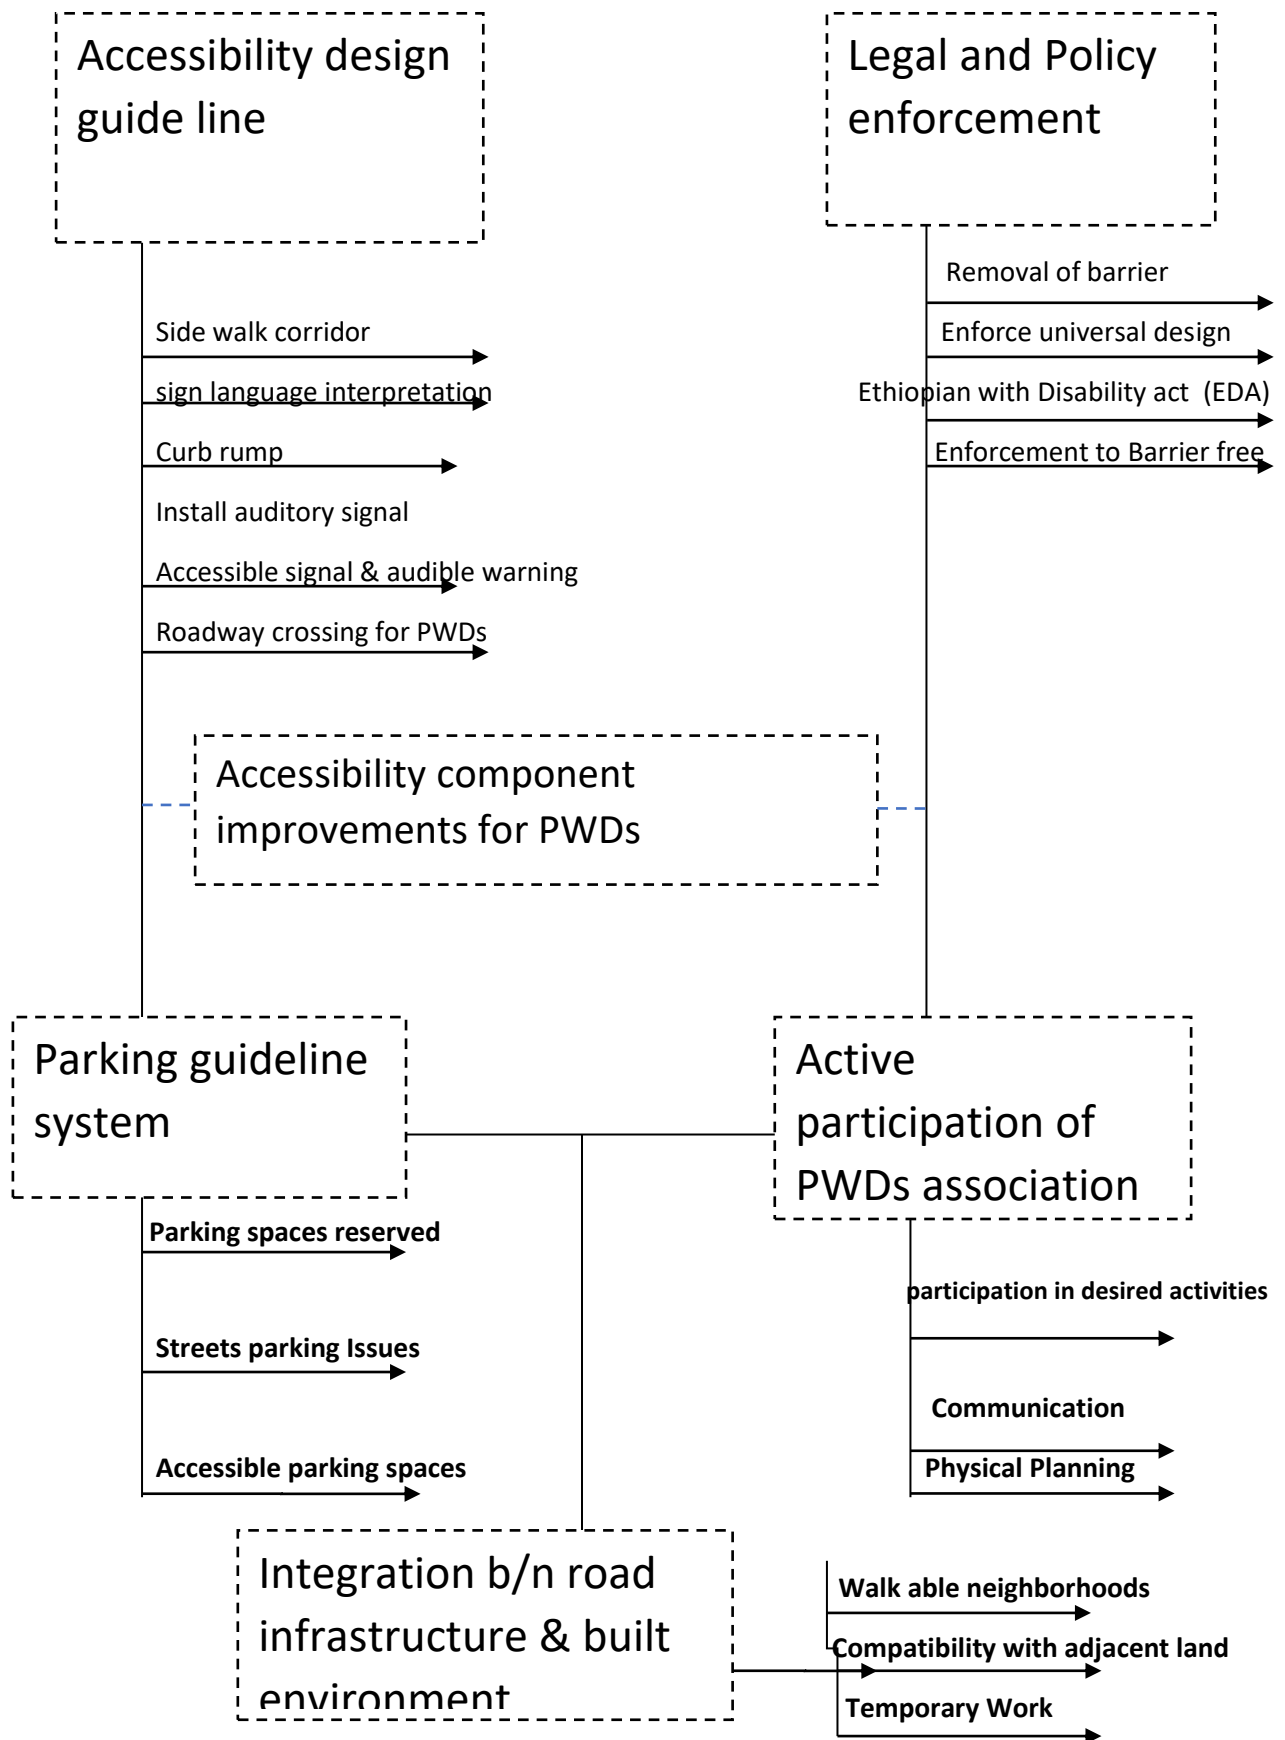 Accessibility design
guide line
Legal and Policy
enforcement
Removal of barrier
Enforce universal design
Ethiopian with Disability act (EDA)
Enforcement to Barrier free
Side walk corridor
sign language interpretation
Curb rump
Install auditory signal
Accessible signal & audible warning
Roadway crossing for PWDs
Accessibility component
improvements for PWDs
Parking guideline
system
Active
participation of
PWDs association
Parking spaces reserved
Streets parking Issues
Accessible parking spaces
participation in desired activities
Communication
Physical Planning
Integration b/n road
infrastructure & built
environment
Walk able neighborhoods
Compatibility with adjacent land
Temporary Work